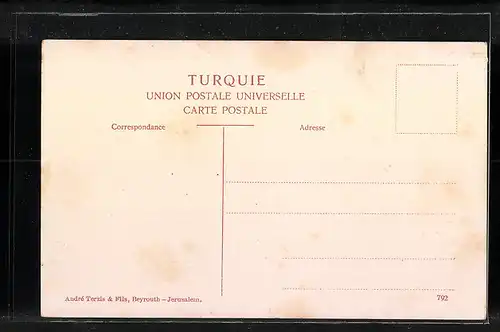 TURQUIE
UNION POSTALE UNIVERSELLE
CARTE POSTALE
Correspondance
Adresse
André Terzis & Fils, Beyrouth — Jerusalem.
792